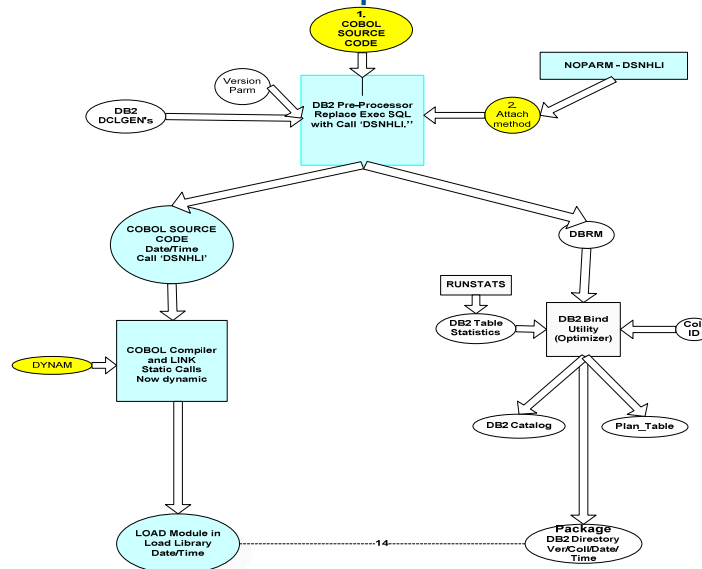 1.
COBOL
SOURCE
CODE
NOPARM - DSNHLI
Version
Parm
DB2
DCLGEN's
DB2 Pre-Processor
Replace Exec SQL
with Call 'DSNHLI.''
2.
Attach
method
COBOL SOURCE
CODE
Date/Time
Call 'DSNHLI'
DBRM
RUNSTATS
DB2 Table
Statistics
DB2 Bind
Utility
(Optimizer)
ID
DYNAM
COBOL Compiler
and LINK
Static Calls
Now dynamic
DB2 Catalog
Plan_Table
LOAD Module in
Load Library
Date/Time
14
Package
DB2 Directory
Ver/Coll/Date/
Time